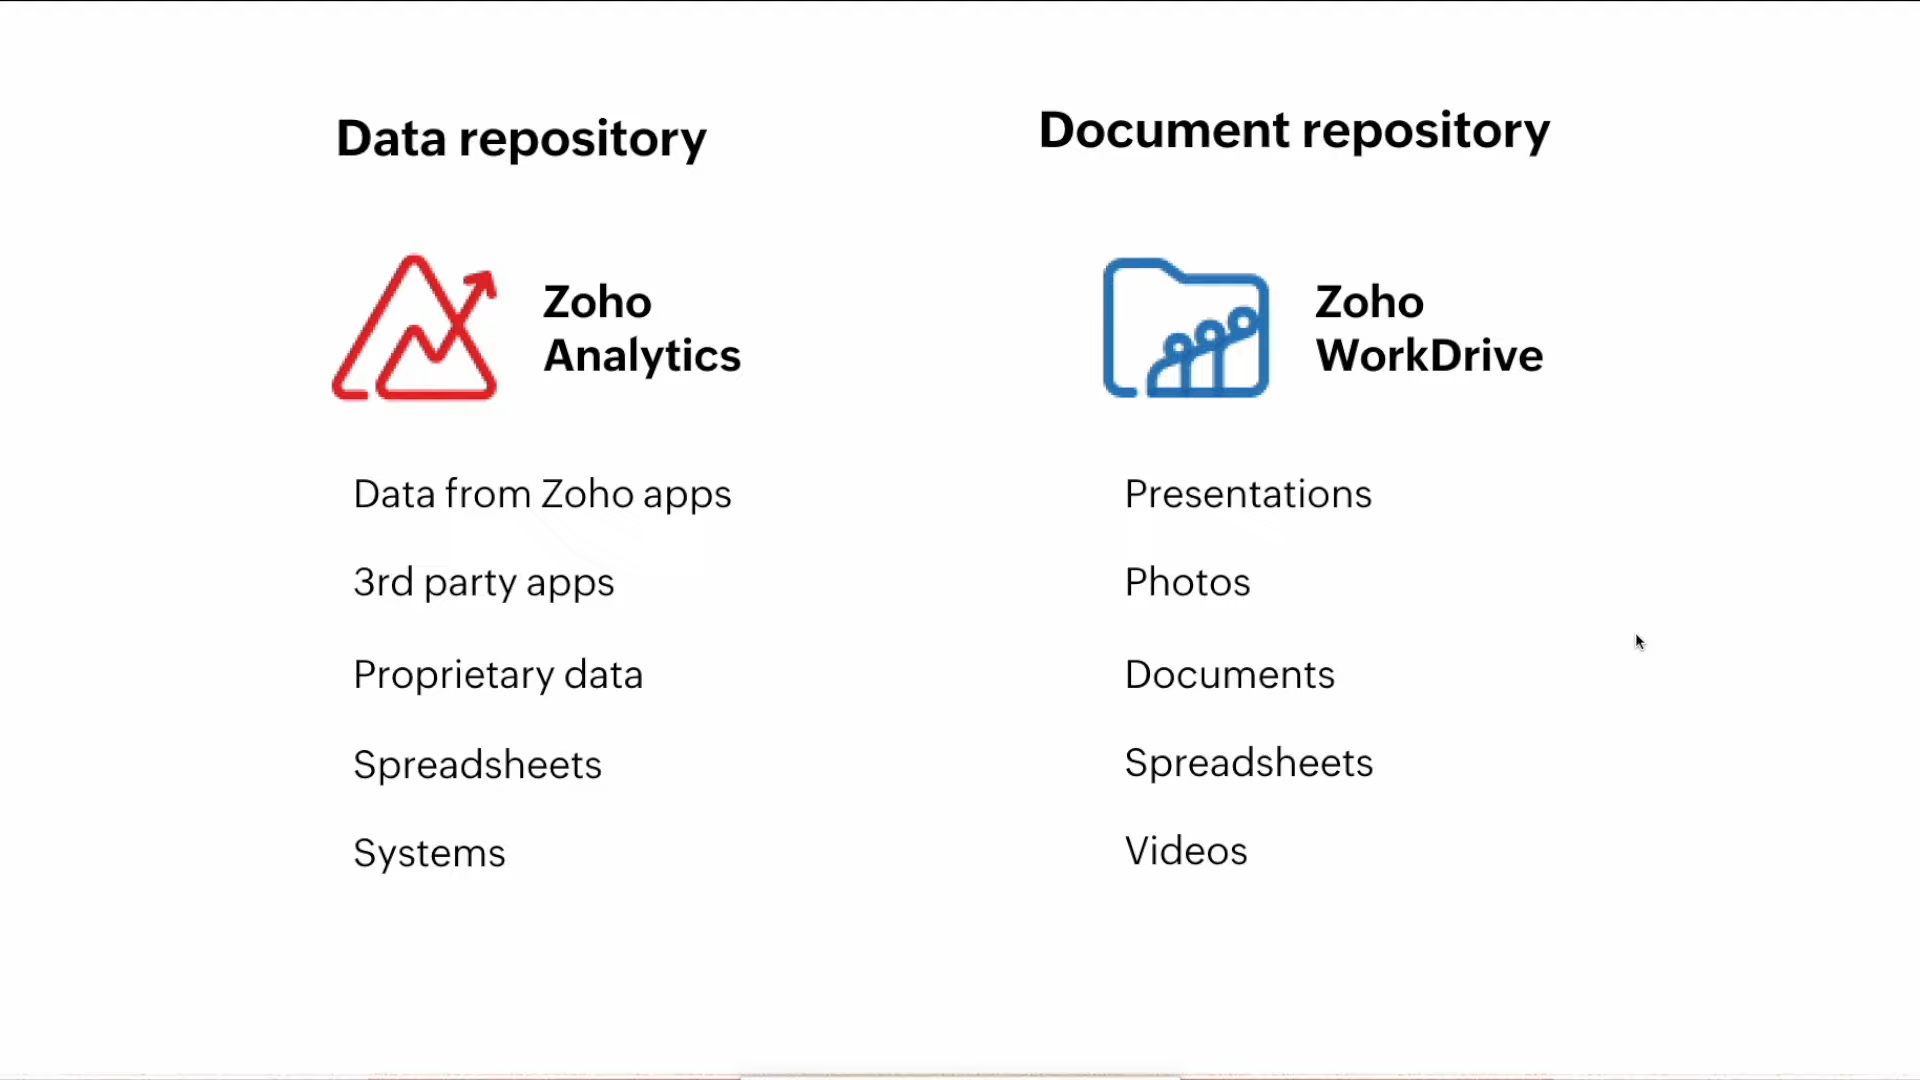 Data repository
Zoho
Analytics
Data from Zoho apps
3rd party apps
Proprietary data
Spreadsheets
Systems
Document repository
Zoho
WorkDrive
Presentations
Photos
Documents
Spreadsheets
Videos